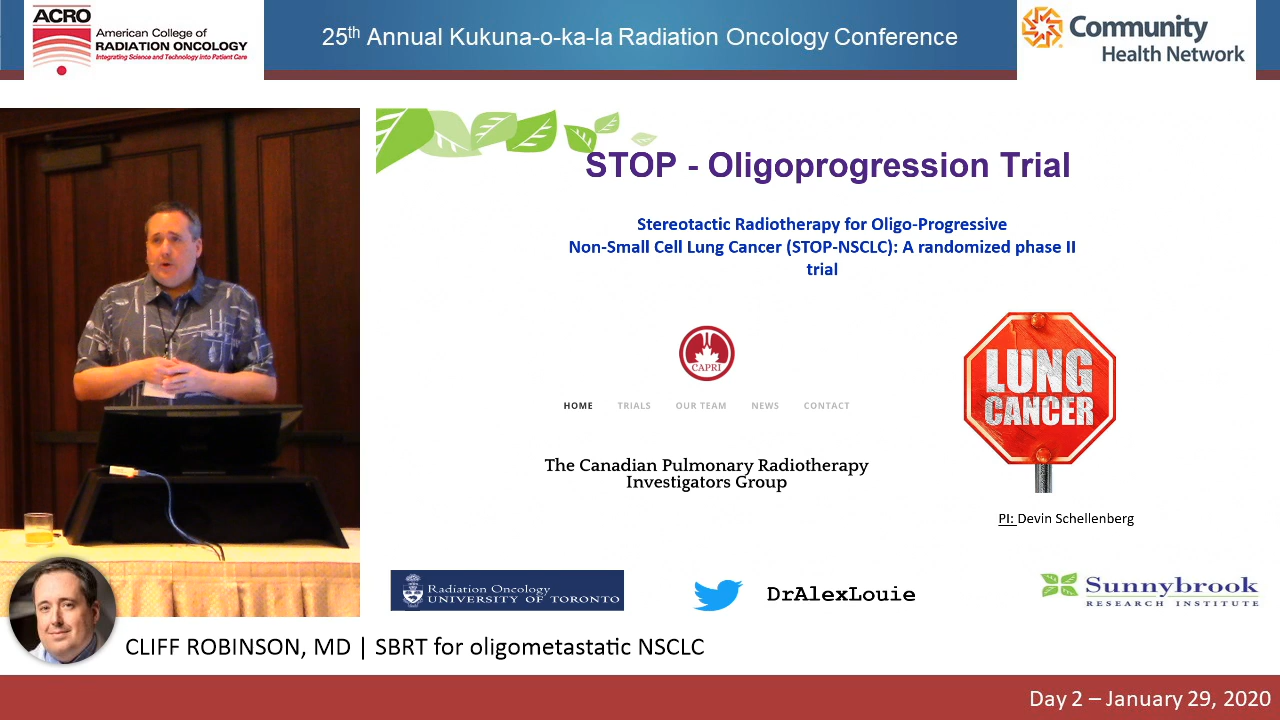 ACRO
American College of
RADIATION ONCOLOGY
Integrating Science and Technology Into Patient Care
25th Annual Kukuna-o-ka-la Radiation Oncology Conference
Community
Health Network
STOP - Oligoprogression Trial
Stereotactic Radiotherapy for Oligo-Progressive
Non-Small Cell Lung Cancer (STOP-NSCLC): A randomized phase II
trial
CAPRI
HOME TRIALS OUR TEAM NEWS CONTACT
The Canadian Pulmonary Radiotherapy
Investigators Group
LUNG
CANCER
PI: Devin Schellenberg
Radiation Oncology
UNIVERSITY OF TORONTO
DrAlexLouie
Sunnybrook
RESEARCH INSTITUTE
CLIFF ROBINSON, MD | SBRT for oligometastatic NSCLC
Day 2 – January 29, 2020